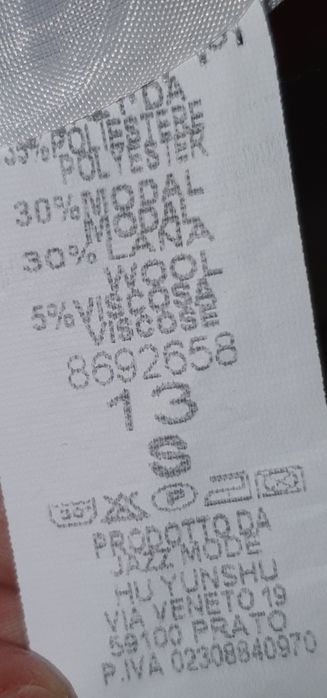 35%POLIESTERE
POLYESTER
30%MODAL
MODAL
30%LANA
WOOL
5%VISCOSA
VISCOSE
8692658
13
S
P
PRODOTTO DA
JAZZ MODE
HU YUNSHU
VIA VENETO 19
59100 PRATO
P.IVA 02308840970